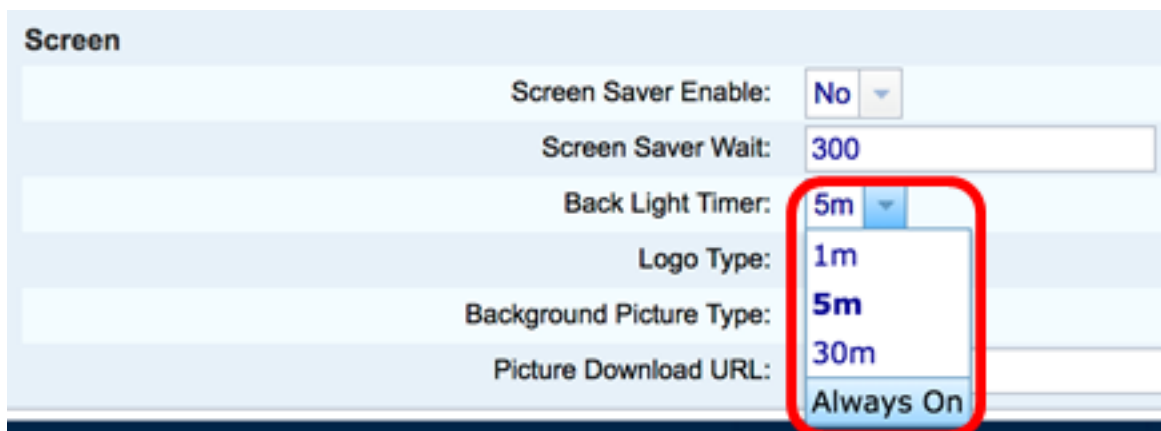 Screen
Screen Saver Enable: No
Screen Saver Wait: 300
Back Light Timer: 5m
Logo Type: 1m
Background Picture Type: 5m
30m
Picture Download URL:
Always On